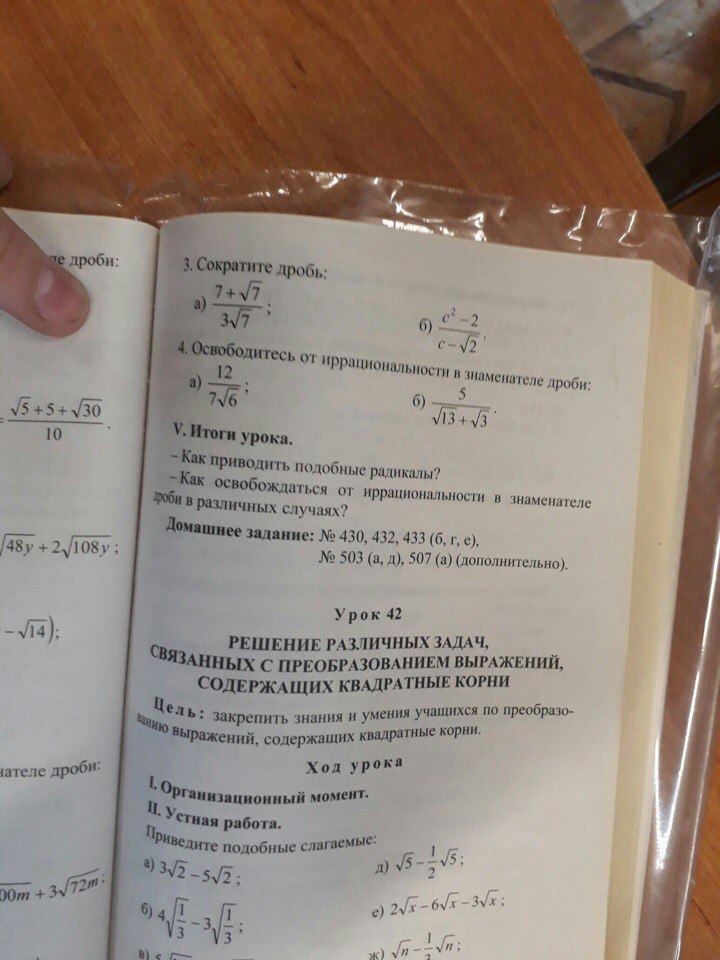 дроби:
√5 + 5 + √30
10 .
√48y + 2√108y ;
− √14);
нателе дроби:
00m + 3√72m ;
3. Сократите дробь:
а) (7 + √7)/(3√7) ; б) (c² − 2)/(c − √2) .
4. Освободитесь от иррациональности в знаменателе дроби:
а) 12/(7√6) ; б) 5/(√13 + √3) .
V. Итоги урока.
– Как приводить подобные радикалы?
– Как освобождаться от иррациональности в знаменателе
дроби в различных случаях?
Домашнее задание: № 430, 432, 433 (б, г, е),
№ 503 (а, д), 507 (а) (дополнительно).
Урок 42
РЕШЕНИЕ РАЗЛИЧНЫХ ЗАДАЧ,
СВЯЗАННЫХ С ПРЕОБРАЗОВАНИЕМ ВЫРАЖЕНИЙ,
СОДЕРЖАЩИХ КВАДРАТНЫЕ КОРНИ
Цель: закрепить знания и умения учащихся по преобразо-
ванию выражений, содержащих квадратные корни.
Ход урока
I. Организационный момент.
II. Устная работа.
Приведите подобные слагаемые:
а) 3√2 − 5√2 ; д) √5 − 1/2 √5 ;
б) 4√(1/3) − 3√(1/3) ; е) 2√x − 6√x − 3√x ;
в) ж) √n − 1/3 √n ;